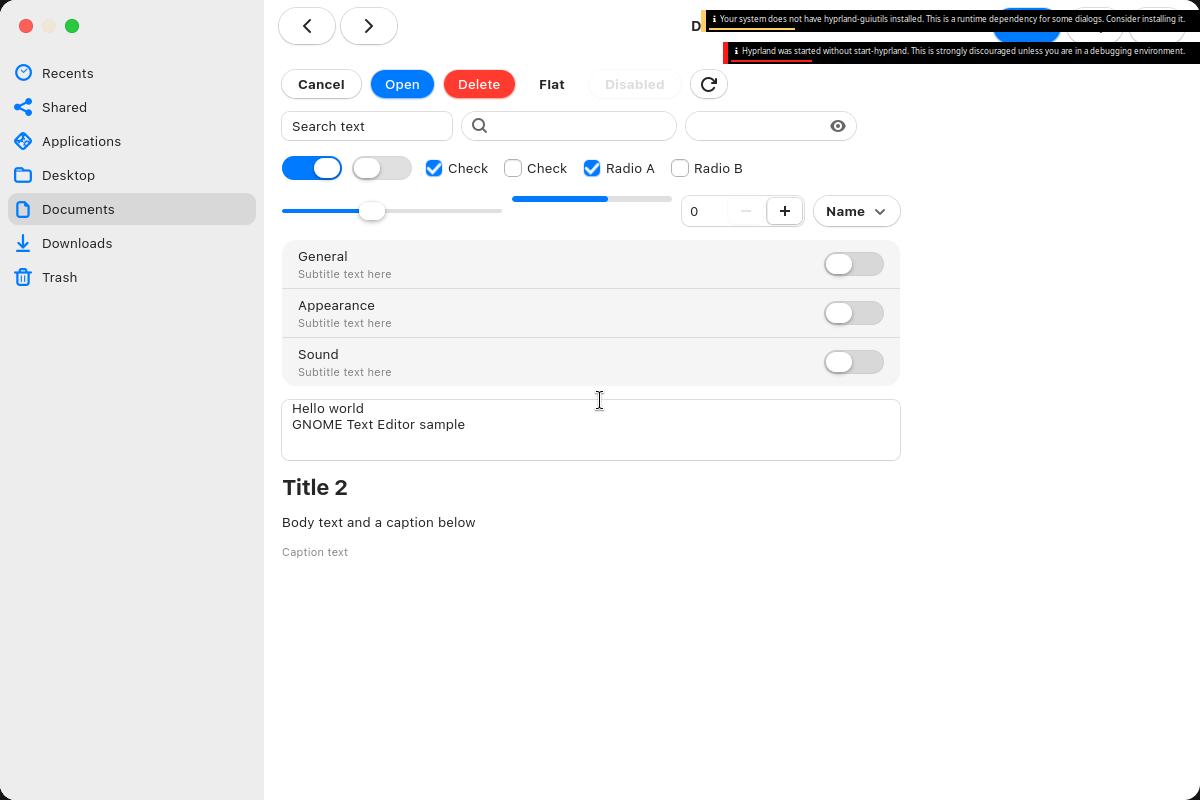 Your system does not have hyprland-guiutils installed. This is a runtime dependency for some dialogs. Consider installing it.
Hyprland was started without start-hyprland. This is strongly discouraged unless you are in a debugging environment.
Recents
Shared
Applications
Desktop
Documents
Downloads
Trash
Cancel Open Delete Flat Disabled
Search text
Check Check Radio A Radio B
0 Name
General
Subtitle text here
Appearance
Subtitle text here
Sound
Subtitle text here
Hello world
GNOME Text Editor sample
Title 2
Body text and a caption below
Caption text